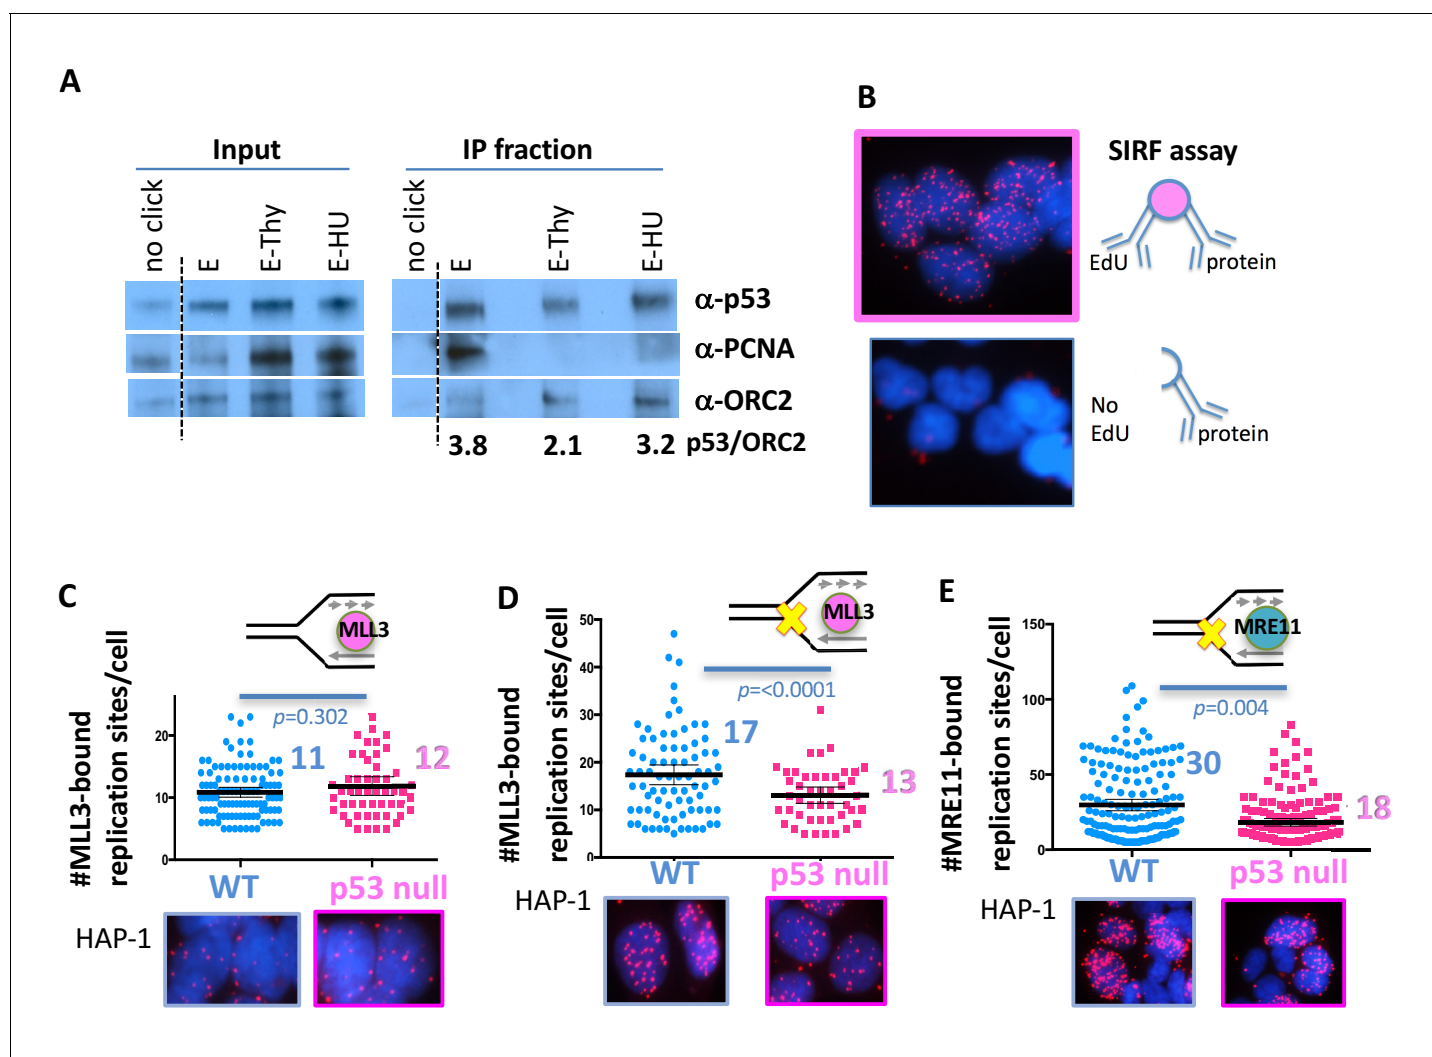 A
Input
IP fraction
no click
E
E-Thy
E-HU
no click
E
E-Thy
E-HU
α-p53
α-PCNA
α-ORC2
3.8 2.1 3.2 p53/ORC2
B
SIRF assay
EdU protein
No
EdU protein
C
MLL3
#MLL3-bound
replication sites/cell
p=0.302
20
10
0
11
12
WT
p53 null
HAP-1
D
MLL3
#MLL3-bound
replication sites/cell
p=<0.0001
50
40
30
20
10
0
17
13
WT
p53 null
HAP-1
E
MRE11
#MRE11-bound
replication sites/cell
p=0.004
150
100
50
0
30
18
WT
p53 null
HAP-1